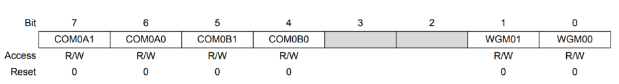 Bit 7 6 5 4 3 2 1 0
COM0A1 COM0A0 COM0B1 COM0B0 WGM01 WGM00
Access R/W R/W R/W R/W R/W R/W
Reset 0 0 0 0 0 0